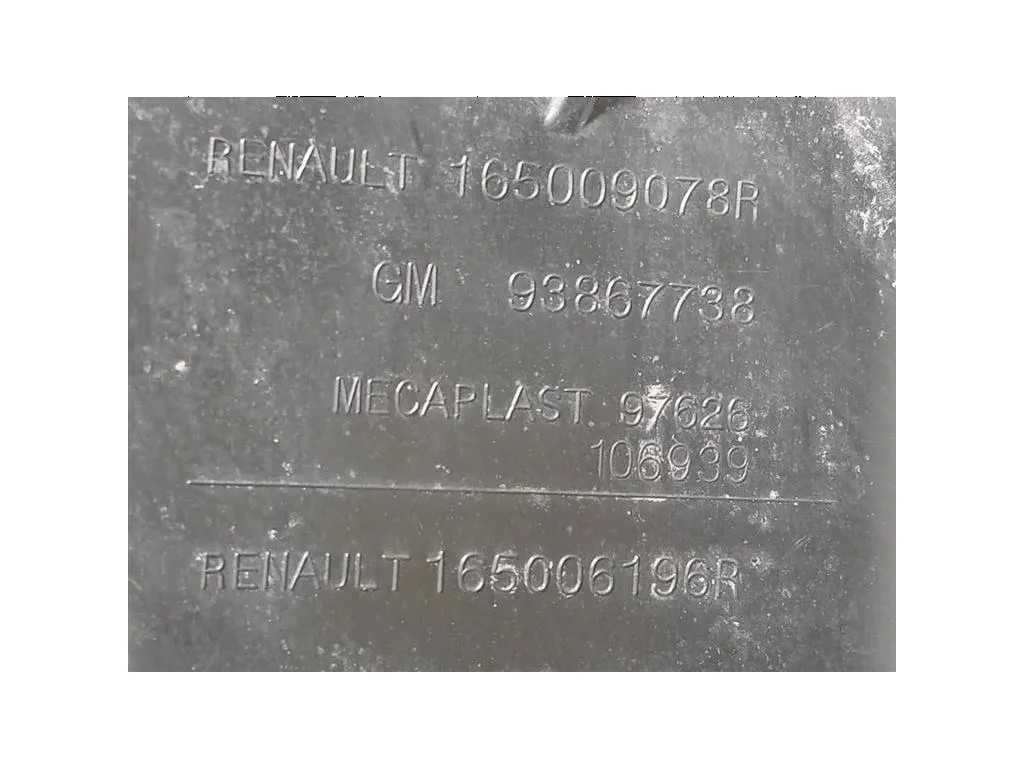 RENAULT 165009078R
GM 93867738
MECAPLAST 97626
106939
RENAULT 165006196R